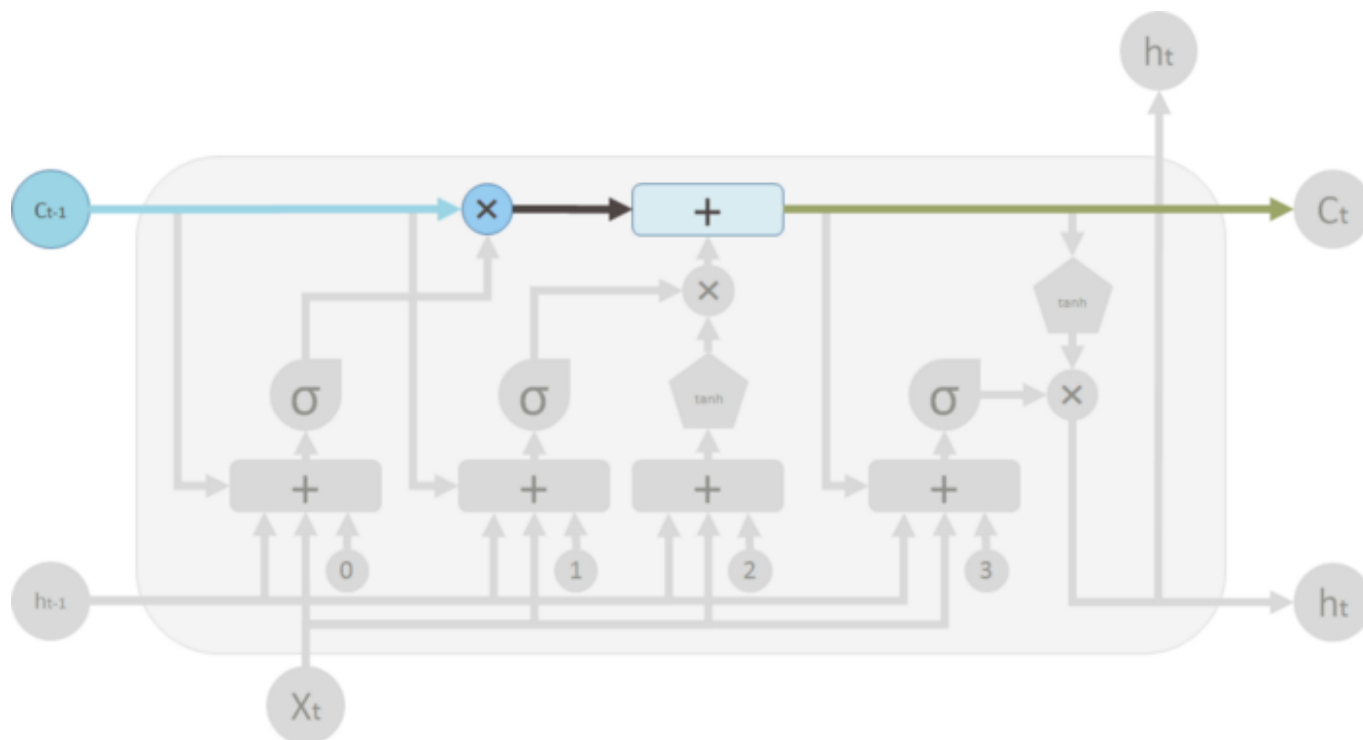 ht
Ct-1 × + Ct
× tanh
σ σ tanh σ ×
+ + + +
0 1 2 3
ht-1 ht
Xt